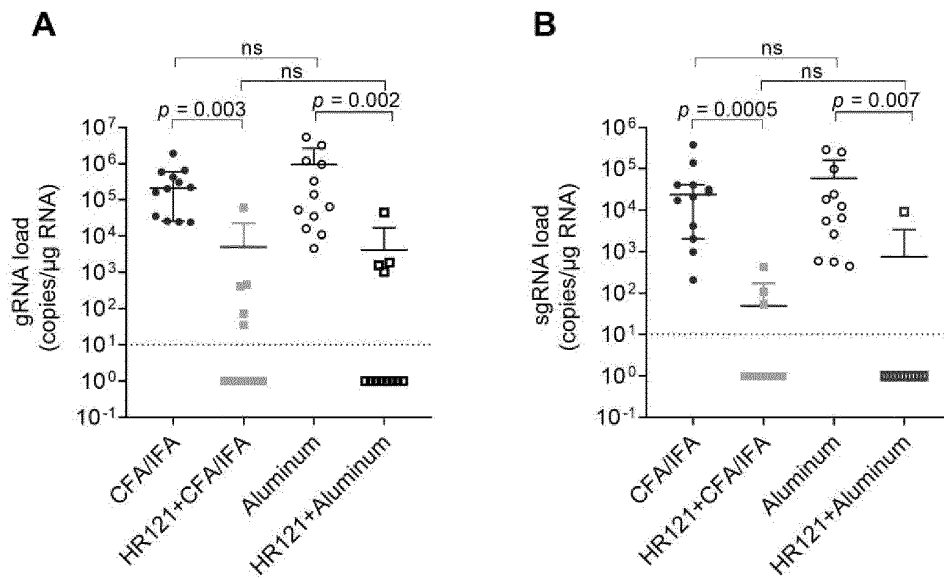 A
ns
ns
p = 0.003
p = 0.002
10⁷
10⁶
10⁵
10⁴
10³
10²
10¹
10⁰
10⁻¹
gRNA load
(copies/µg RNA)
CFA/IFA
HR121+CFA/IFA
Aluminum
HR121+Aluminum
B
ns
ns
p = 0.0005
p = 0.007
10⁶
10⁵
10⁴
10³
10²
10¹
10⁰
10⁻¹
sgRNA load
(copies/µg RNA)
CFA/IFA
HR121+CFA/IFA
Aluminum
HR121+Aluminum